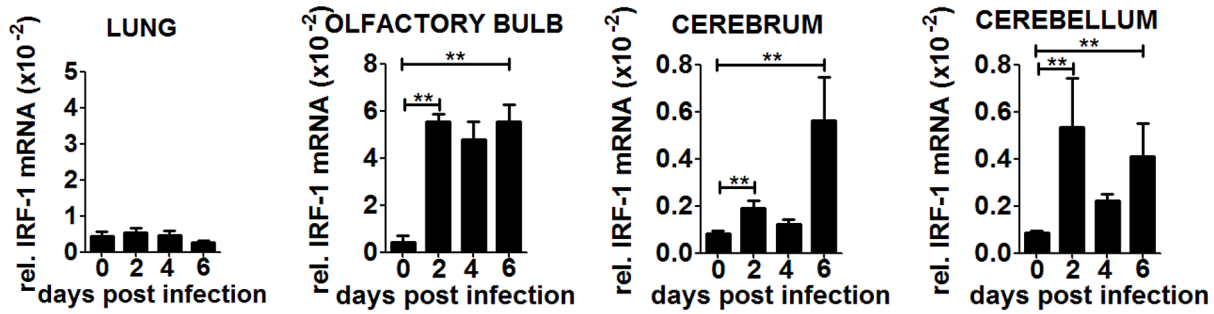 LUNG
rel. IRF-1 mRNA (x10-2)
5
4
3
2
1
0
0 2 4 6
days post infection
OLFACTORY BULB
rel. IRF-1 mRNA (x10-2)
8
6
4
2
0
**
**
0 2 4 6
days post infection
CEREBRUM
rel. IRF-1 mRNA (x10-2)
0.8
0.6
0.4
0.2
0.0
**
**
0 2 4 6
days post infection
CEREBELLUM
rel. IRF-1 mRNA (x10-2)
0.8
0.6
0.4
0.2
0.0
**
**
0 2 4 6
days post infection